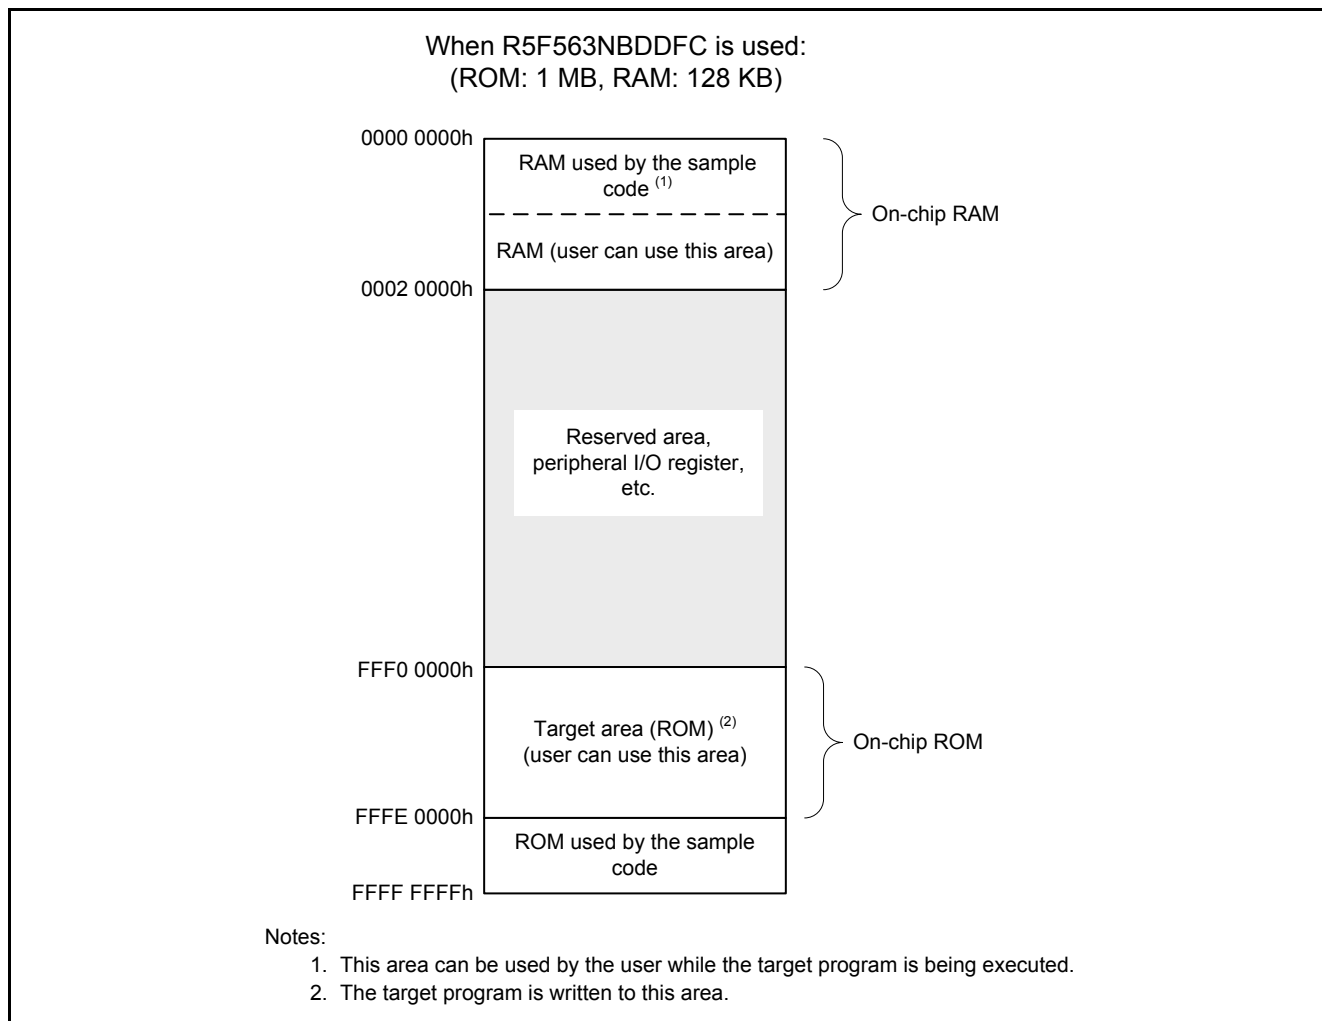 When R5F563NBDDFC is used:
(ROM: 1 MB, RAM: 128 KB)
0000 0000h
RAM used by the sample
code (1)
On-chip RAM
RAM (user can use this area)
0002 0000h
Reserved area,
peripheral I/O register,
etc.
FFF0 0000h
Target area (ROM) (2)
(user can use this area)
On-chip ROM
FFFE 0000h
ROM used by the sample
code
FFFF FFFFh
Notes:
1. This area can be used by the user while the target program is being executed.
2. The target program is written to this area.